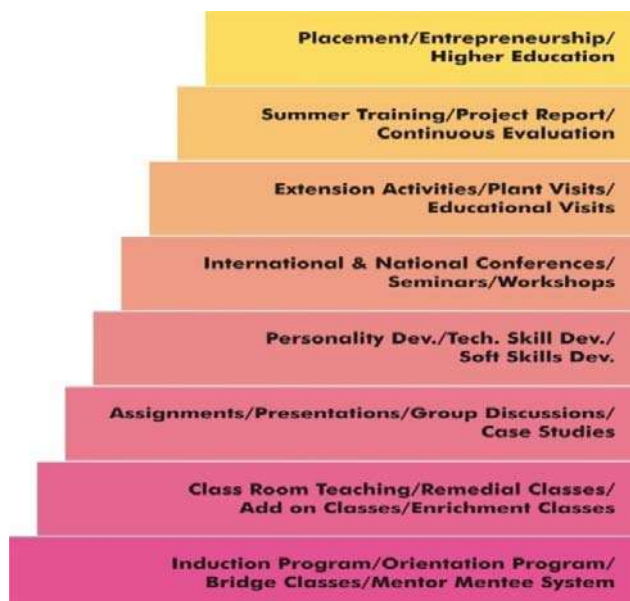 Placement/Entrepreneurship/
Higher Education
Summer Training/Project Report/
Continuous Evaluation
Extension Activities/Plant Visits/
Educational Visits
International & National Conferences/
Seminars/Workshops
Personality Dev./Tech. Skill Dev./
Soft Skills Dev.
Assignments/Presentations/Group Discussions/
Case Studies
Class Room Teaching/Remedial Classes/
Add on Classes/Enrichment Classes
Induction Program/Orientation Program/
Bridge Classes/Mentor Mentee System